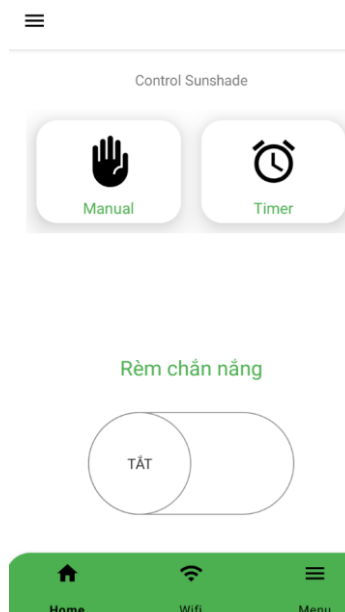 Control Sunshade
Manual Timer
Rèm chắn nắng
TẮT
Home Wifi Menu